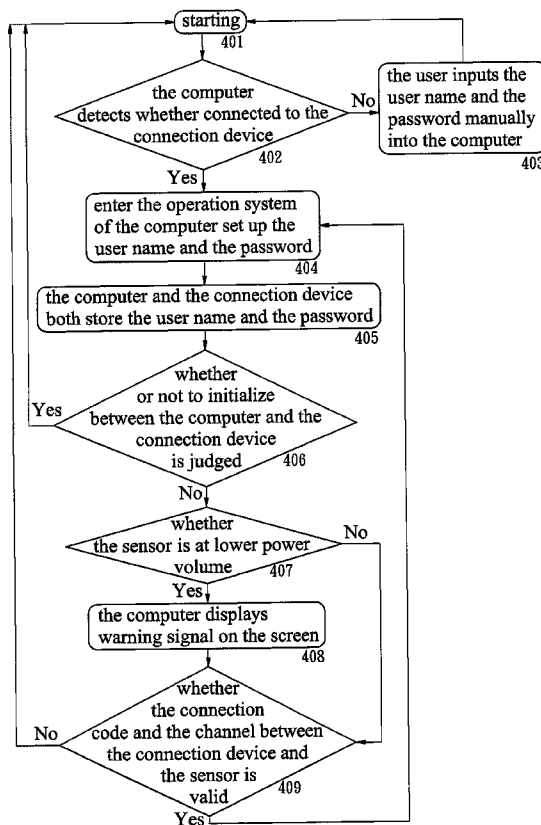 starting
401
the computer
detects whether connected to the
connection device
402
No
the user inputs the
user name and the
password manually
into the computer
403
Yes
enter the operation system
of the computer set up the
user name and the password
404
the computer and the connection device
both store the user name and the password
405
whether
or not to initialize
between the computer and the
connection device
is judged
406
Yes
No
whether
the sensor is at lower power
volume
407
No
Yes
the computer displays
warning signal on the screen
408
whether
the connection
code and the channel between
the connection device and
the sensor is
valid
409
No
Yes